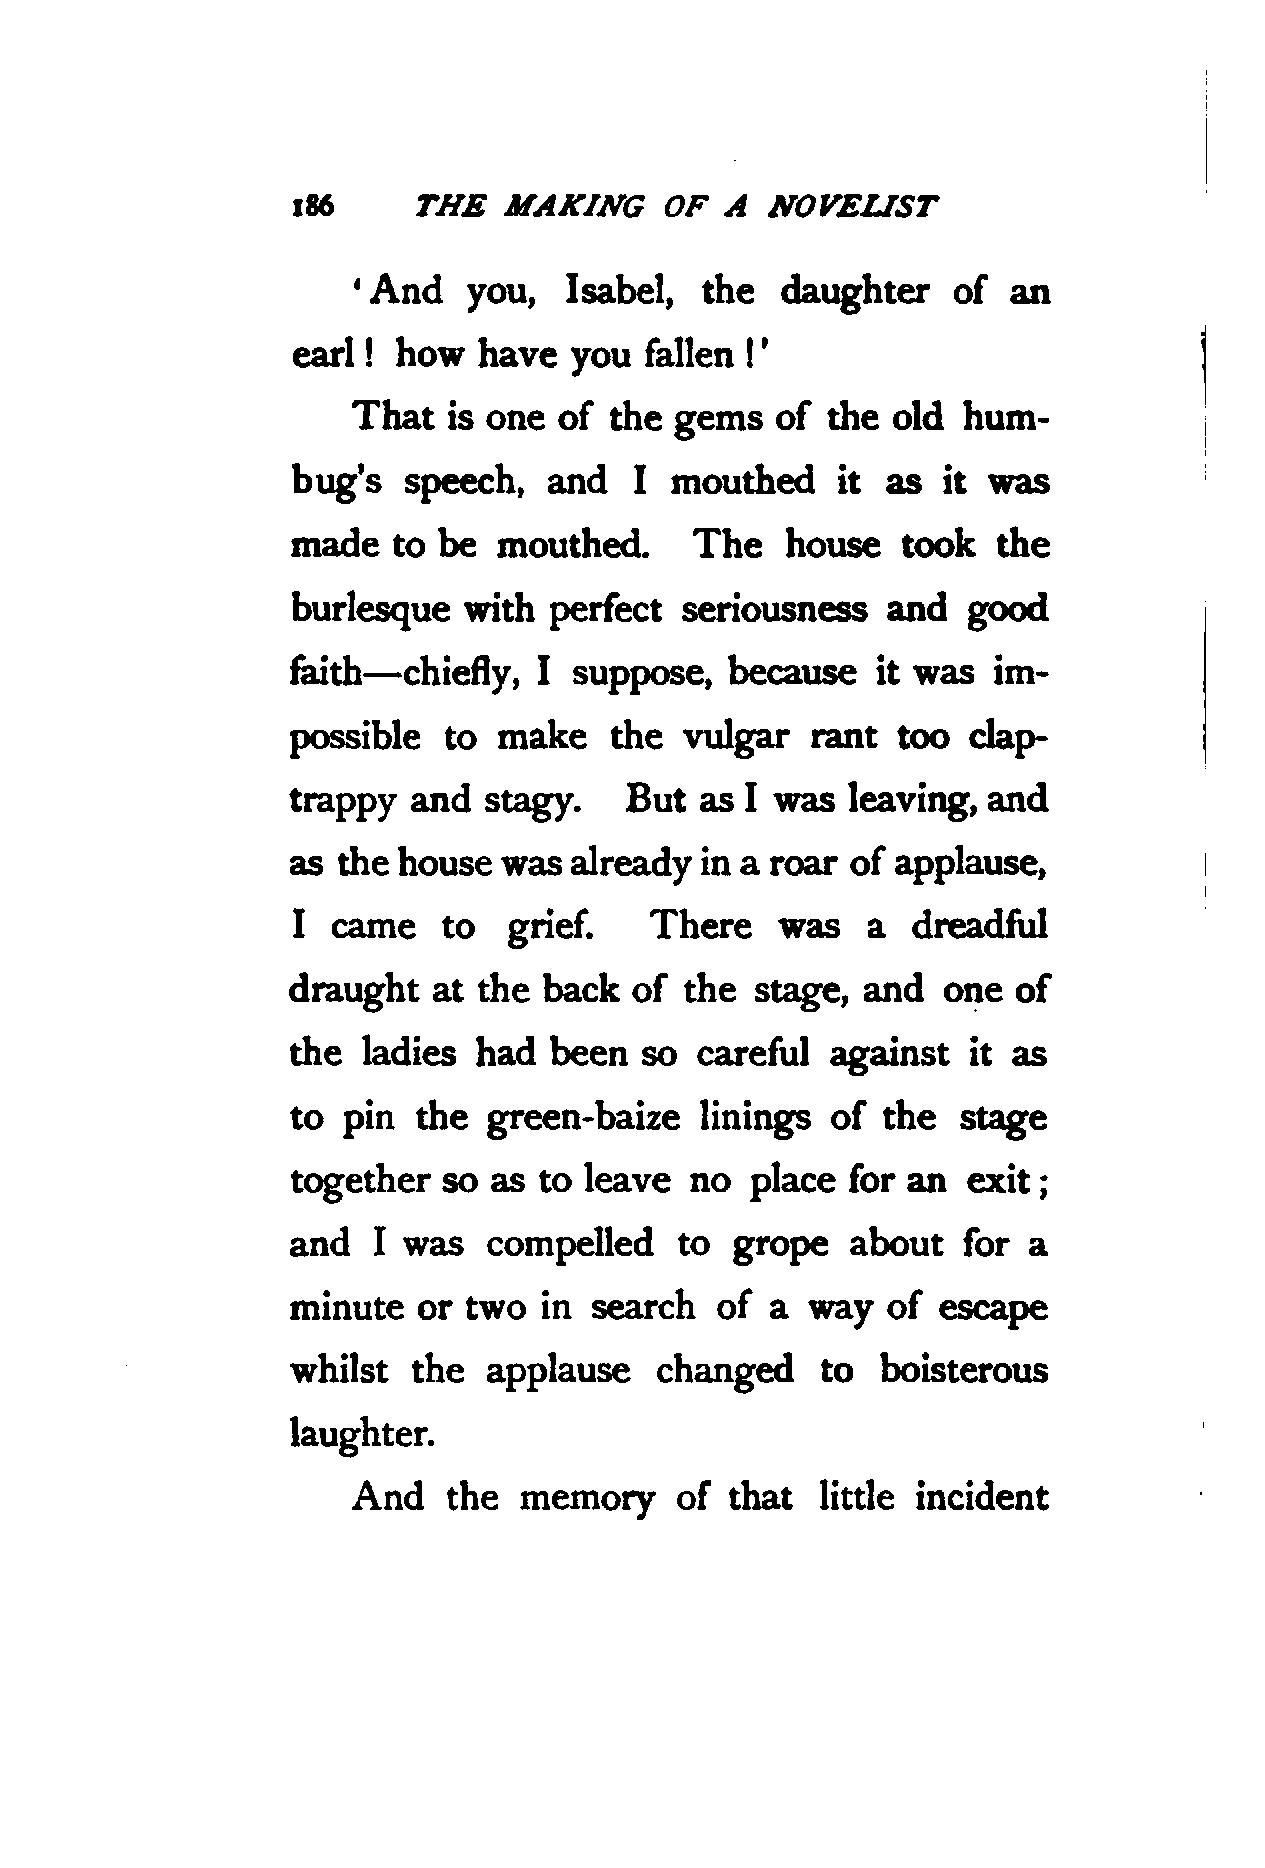 186 THE MAKING OF A NOVELIST
‘And you, Isabel, the daughter of an
earl! how have you fallen!’
That is one of the gems of the old hum-
bug's speech, and I mouthed it as it was
made to be mouthed. The house took the
burlesque with perfect seriousness and good
faith—chiefly, I suppose, because it was im-
possible to make the vulgar rant too clap-
trappy and stagy. But as I was leaving, and
as the house was already in a roar of applause,
I came to grief. There was a dreadful
draught at the back of the stage, and one of
the ladies had been so careful against it as
to pin the green-baize linings of the stage
together so as to leave no place for an exit;
and I was compelled to grope about for a
minute or two in search of a way of escape
whilst the applause changed to boisterous
laughter.
And the memory of that little incident